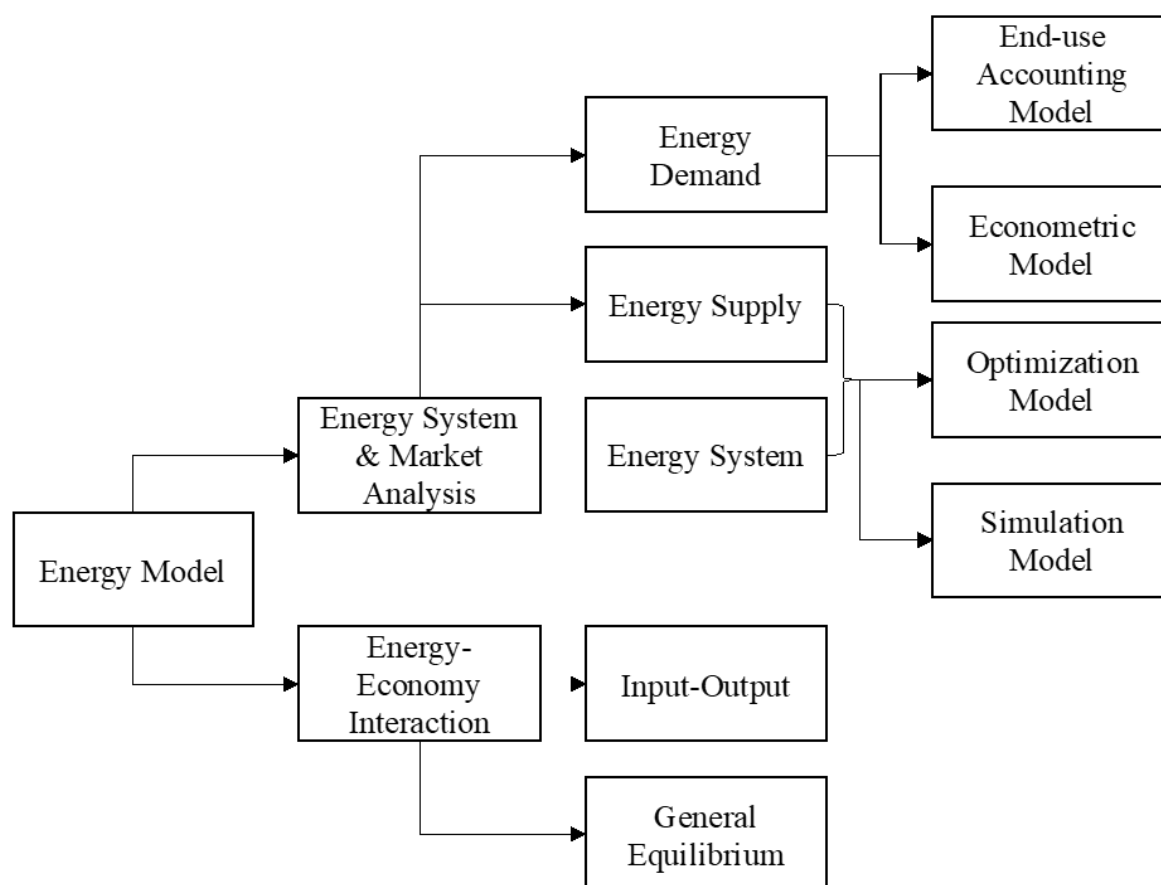 End-use
Accounting
Model
Energy
Demand
Econometric
Model
Energy Supply
Optimization
Model
Energy System
& Market
Analysis
Energy System
Simulation
Model
Energy Model
Energy-
Economy
Interaction
Input-Output
General
Equilibrium